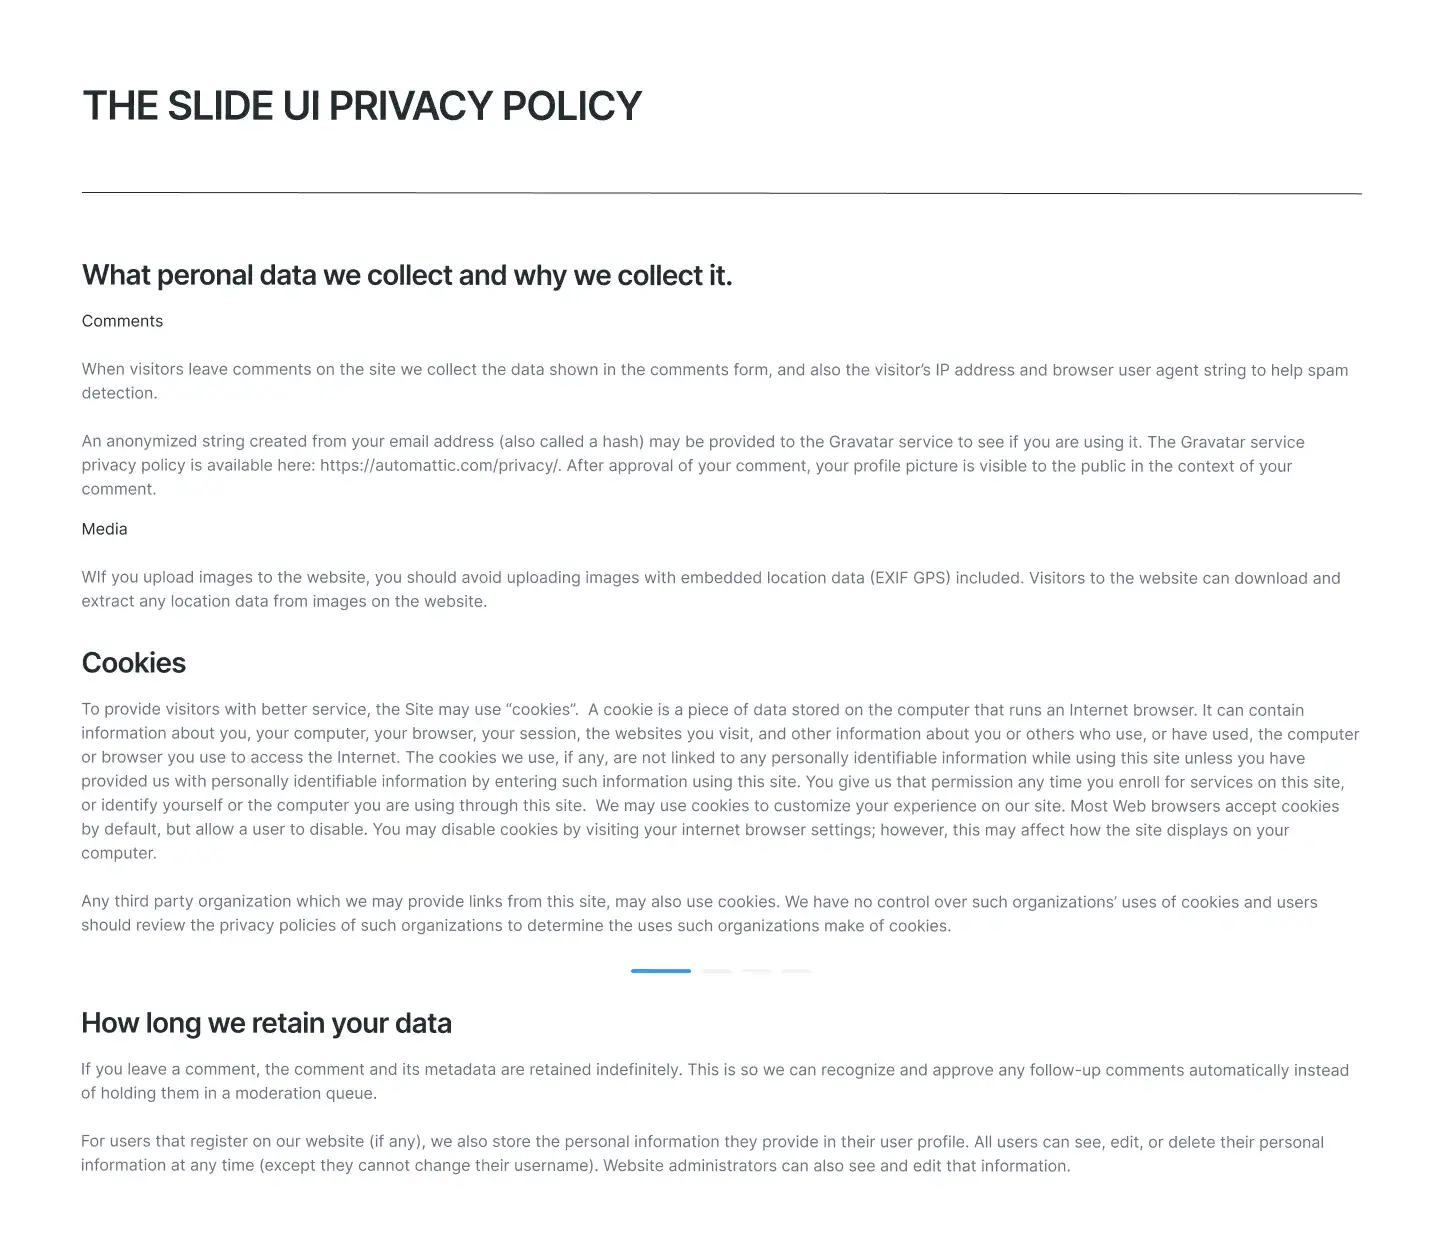 THE SLIDE UI PRIVACY POLICY
What peronal data we collect and why we collect it.
Comments
When visitors leave comments on the site we collect the data shown in the comments form, and also the visitor’s IP address and browser user agent string to help spam
detection.
An anonymized string created from your email address (also called a hash) may be provided to the Gravatar service to see if you are using it. The Gravatar service
privacy policy is available here: https://automattic.com/privacy/. After approval of your comment, your profile picture is visible to the public in the context of your
comment.
Media
WIf you upload images to the website, you should avoid uploading images with embedded location data (EXIF GPS) included. Visitors to the website can download and
extract any location data from images on the website.
Cookies
To provide visitors with better service, the Site may use “cookies”.  A cookie is a piece of data stored on the computer that runs an Internet browser. It can contain
information about you, your computer, your browser, your session, the websites you visit, and other information about you or others who use, or have used, the computer
or browser you use to access the Internet. The cookies we use, if any, are not linked to any personally identifiable information while using this site unless you have
provided us with personally identifiable information by entering such information using this site. You give us that permission any time you enroll for services on this site,
or identify yourself or the computer you are using through this site.  We may use cookies to customize your experience on our site. Most Web browsers accept cookies
by default, but allow a user to disable. You may disable cookies by visiting your internet browser settings; however, this may affect how the site displays on your
computer.
Any third party organization which we may provide links from this site, may also use cookies. We have no control over such organizations’ uses of cookies and users
should review the privacy policies of such organizations to determine the uses such organizations make of cookies.
How long we retain your data
If you leave a comment, the comment and its metadata are retained indefinitely. This is so we can recognize and approve any follow-up comments automatically instead
of holding them in a moderation queue.
For users that register on our website (if any), we also store the personal information they provide in their user profile. All users can see, edit, or delete their personal
information at any time (except they cannot change their username). Website administrators can also see and edit that information.